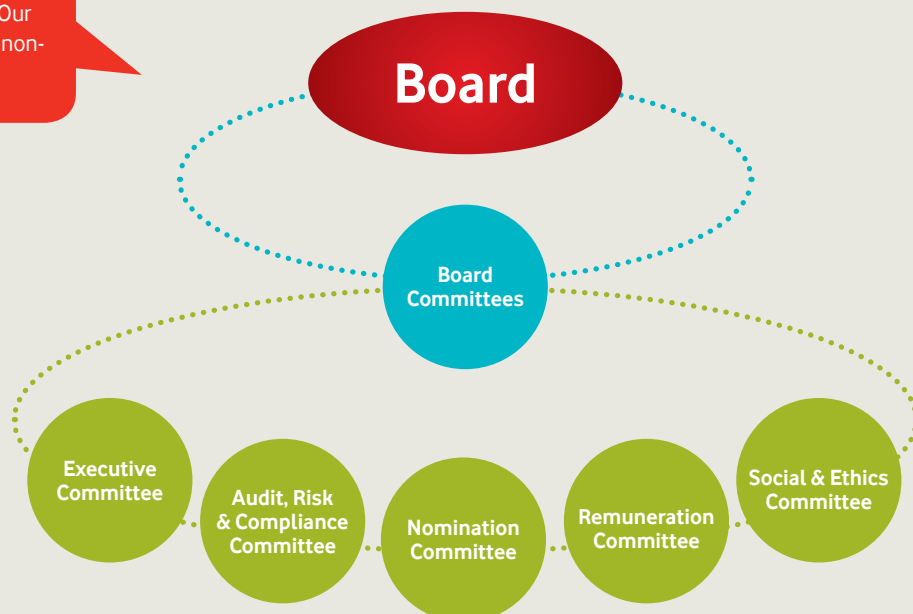 Our
non-
Board
Board
Committees
Executive
Committee
Audit, Risk
& Compliance
Committee
Nomination
Committee
Remuneration
Committee
Social & Ethics
Committee